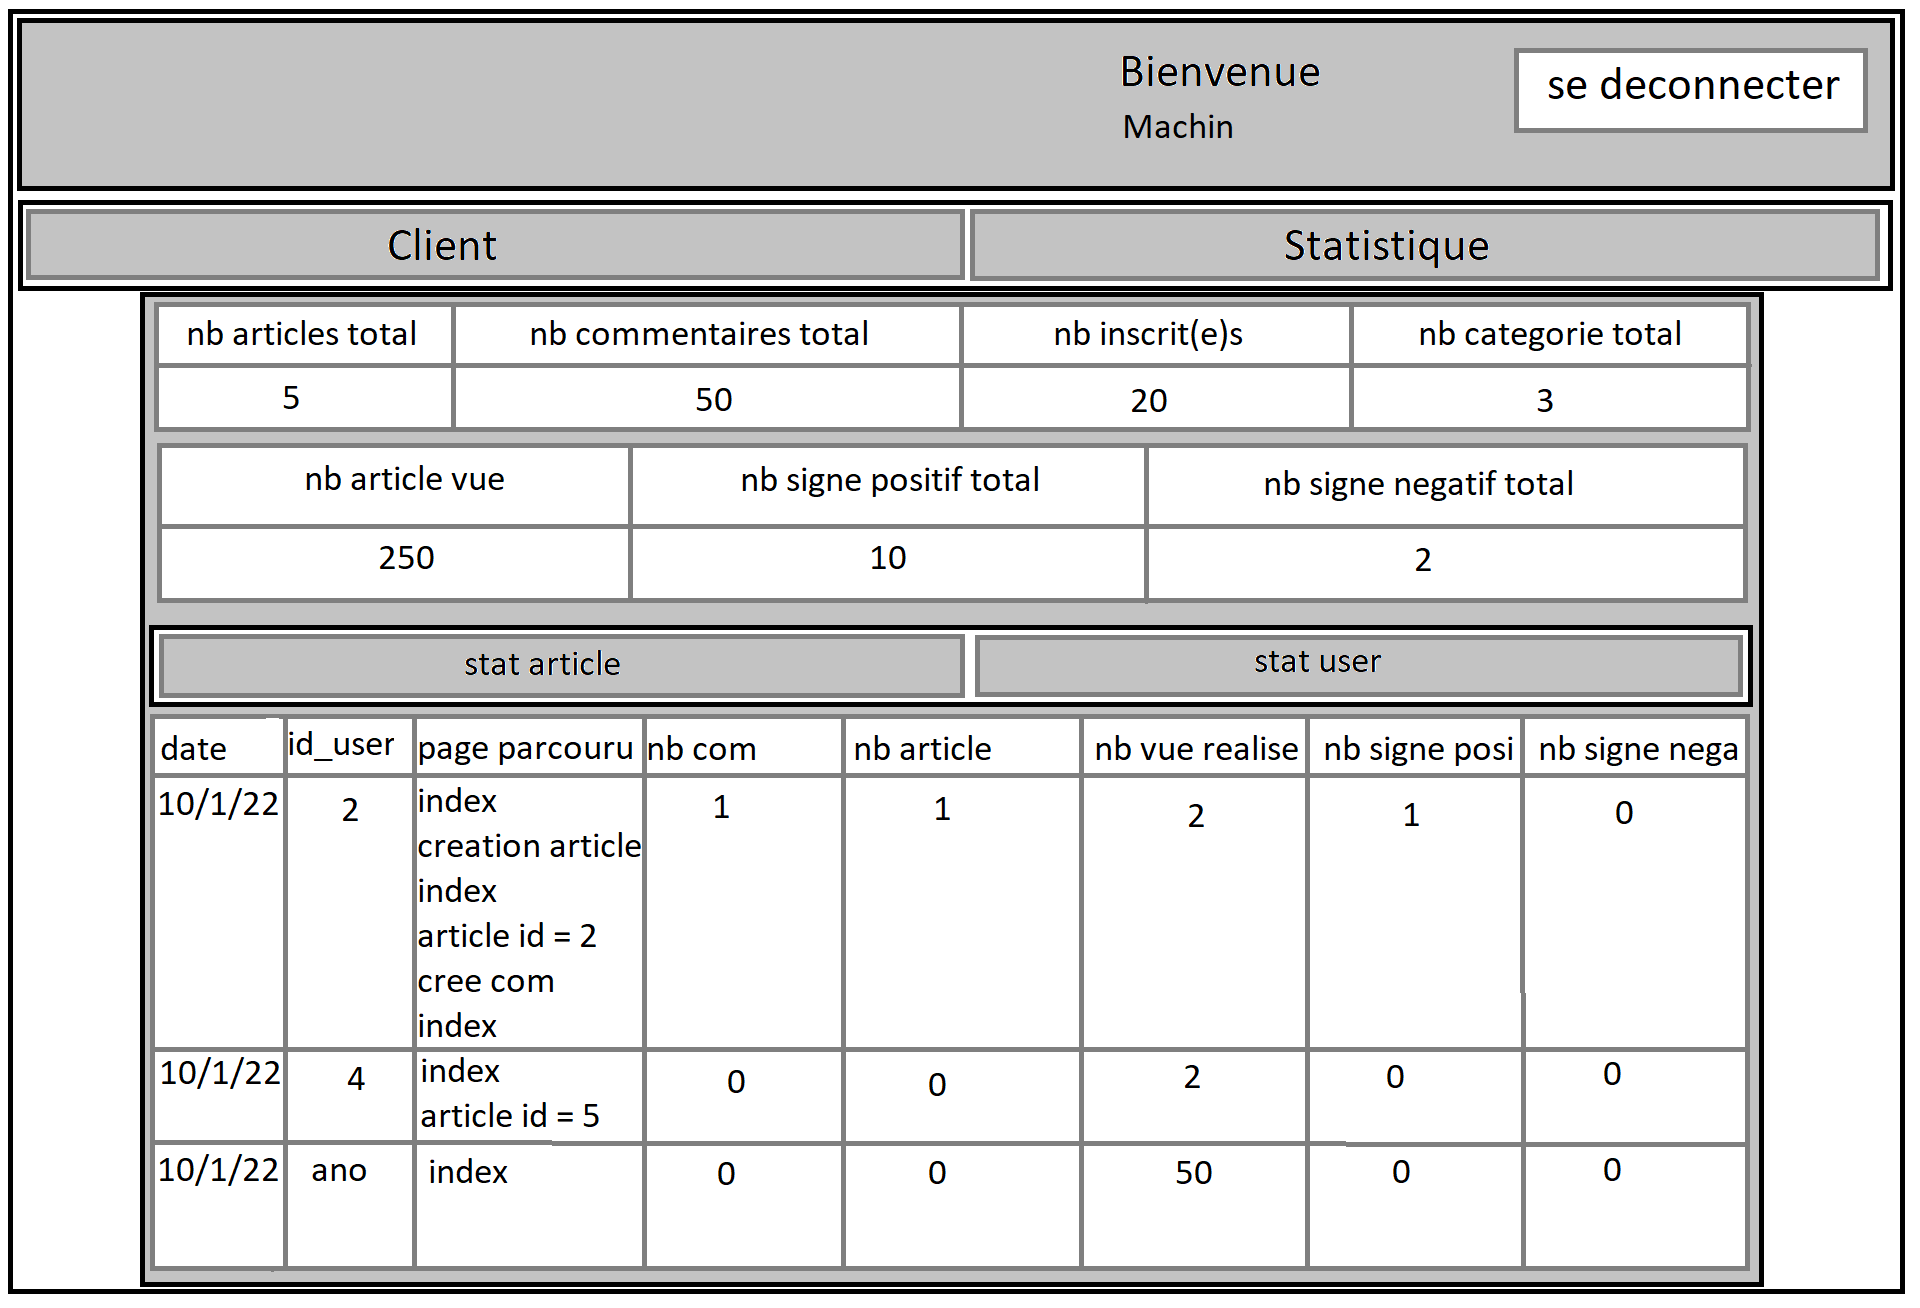 Bienvenue
se deconnecter
Machin
Client
Statistique
nb articles total
nb commentaires total
nb inscrit(e)s
nb categorie total
5
50
20
3
nb article vue
nb signe positif total
nb signe negatif total
250
10
2
stat article
stat user
date
id_user
page parcouru
nb com
nb article
nb vue realise
nb signe posi
nb signe nega
10/1/22
2
index
creation article
index
article id = 2
cree com
index
1
1
2
1
0
10/1/22
4
index
article id = 5
0
0
2
0
0
10/1/22
ano
index
0
0
50
0
0